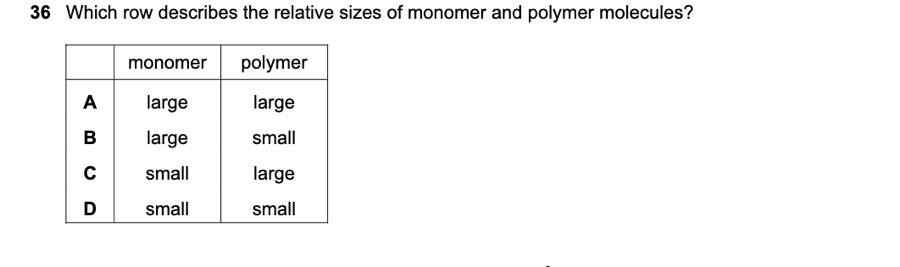 36 Which row describes the relative sizes of monomer and polymer molecules?
monomer polymer
A large large
B large small
C small large
D small small